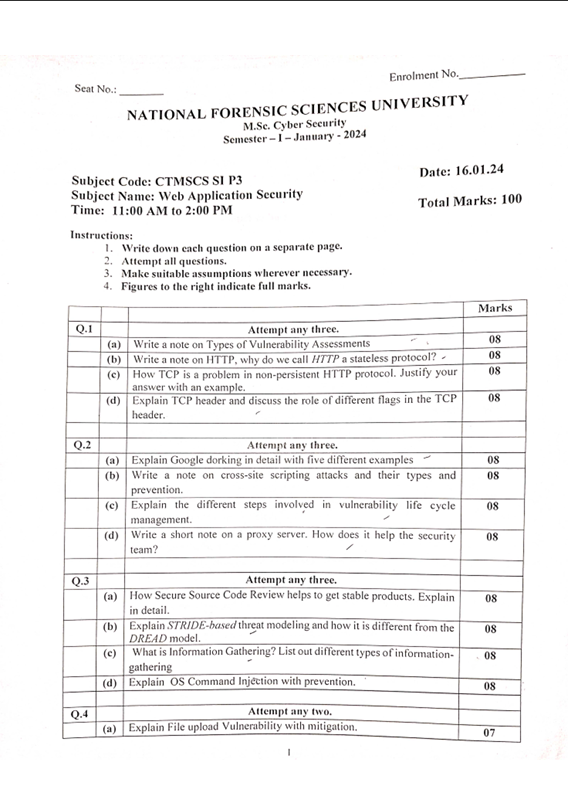 Seat No.: ________
Enrolment No.____________
NATIONAL FORENSIC SCIENCES UNIVERSITY
M.Sc. Cyber Security
Semester – I – January - 2024
Subject Code: CTMSCS SI P3
Date: 16.01.24
Subject Name: Web Application Security
Time: 11:00 AM to 2:00 PM
Total Marks: 100
Instructions:
1. Write down each question on a separate page.
2. Attempt all questions.
3. Make suitable assumptions wherever necessary.
4. Figures to the right indicate full marks.
Marks
Q.1 Attempt any three.
(a) Write a note on Types of Vulnerability Assessments 08
(b) Write a note on HTTP, why do we call HTTP a stateless protocol? 08
(c) How TCP is a problem in non-persistent HTTP protocol. Justify your 08
answer with an example.
(d) Explain TCP header and discuss the role of different flags in the TCP 08
header.
Q.2 Attempt any three.
(a) Explain Google dorking in detail with five different examples 08
(b) Write a note on cross-site scripting attacks and their types and 08
prevention.
(c) Explain the different steps involved in vulnerability life cycle 08
management.
(d) Write a short note on a proxy server. How does it help the security 08
team?
Q.3 Attempt any three.
(a) How Secure Source Code Review helps to get stable products. Explain 08
in detail.
(b) Explain STRIDE-based threat modeling and how it is different from the 08
DREAD model.
(c) What is Information Gathering? List out different types of information- 08
gathering
(d) Explain OS Command Injection with prevention. 08
Q.4 Attempt any two.
(a) Explain File upload Vulnerability with mitigation. 07
1